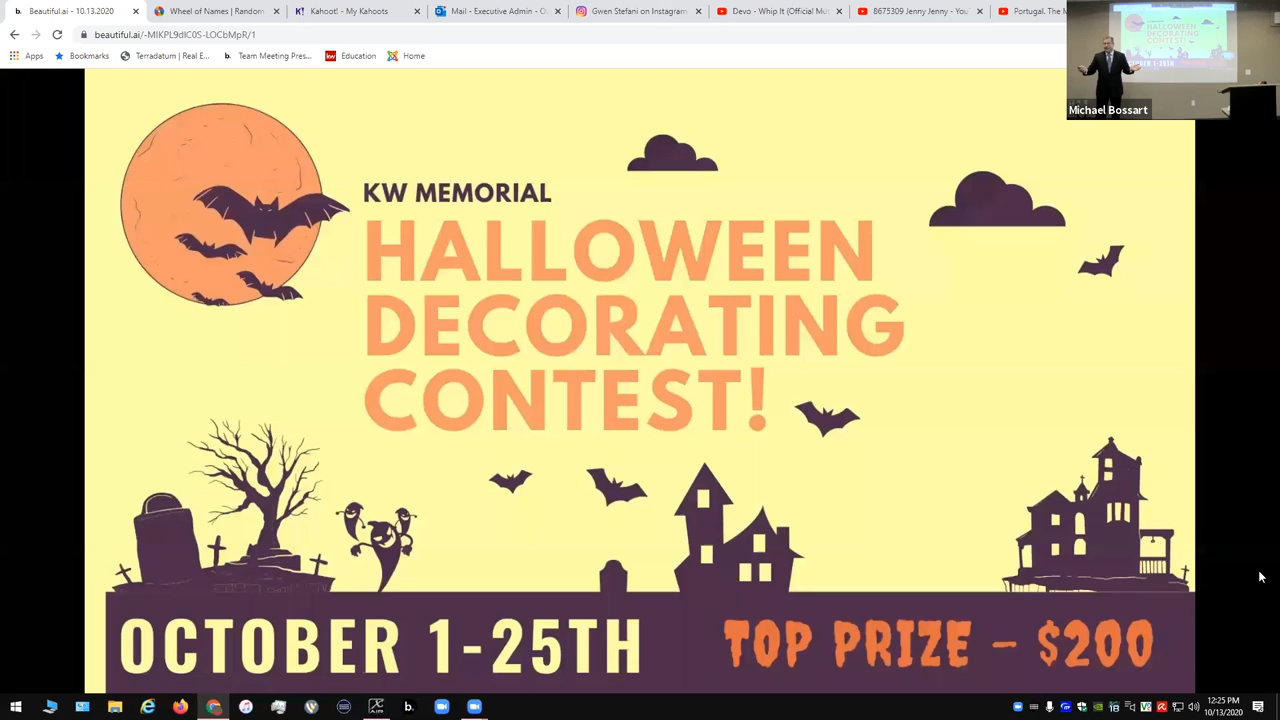 b. Beautiful.ai - 10.13.2020
Wheel of Names | Random
K! Kahoot! - My Kahoots
Mail - Executive Admin - O
Gwen Stefani on Instagram
Devo - Whip It (Official Mus
8675309 Jenny Jenny - You
Portugal. The M
beautiful.ai/-MIKPL9dlC0S-LOCbMpR/1
Apps
Bookmarks
Terradatum | Real E...
b. Team Meeting Pres...
kw Education
Home
Michael Bossart
KW MEMORIAL
HALLOWEEN
DECORATING
CONTEST!
OCTOBER 1-25TH
TOP PRIZE - $200
12:25 PM
10/13/2020